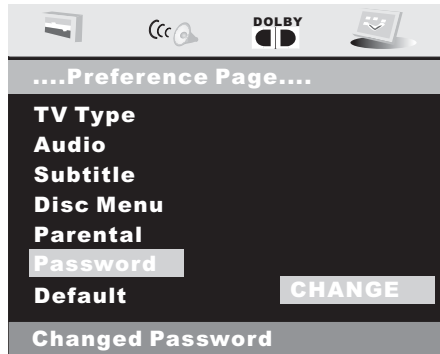 DOLBY
....Preference Page....
TV Type
Audio
Subtitle
Disc Menu
Parental
Password
Default CHANGE
Changed Password